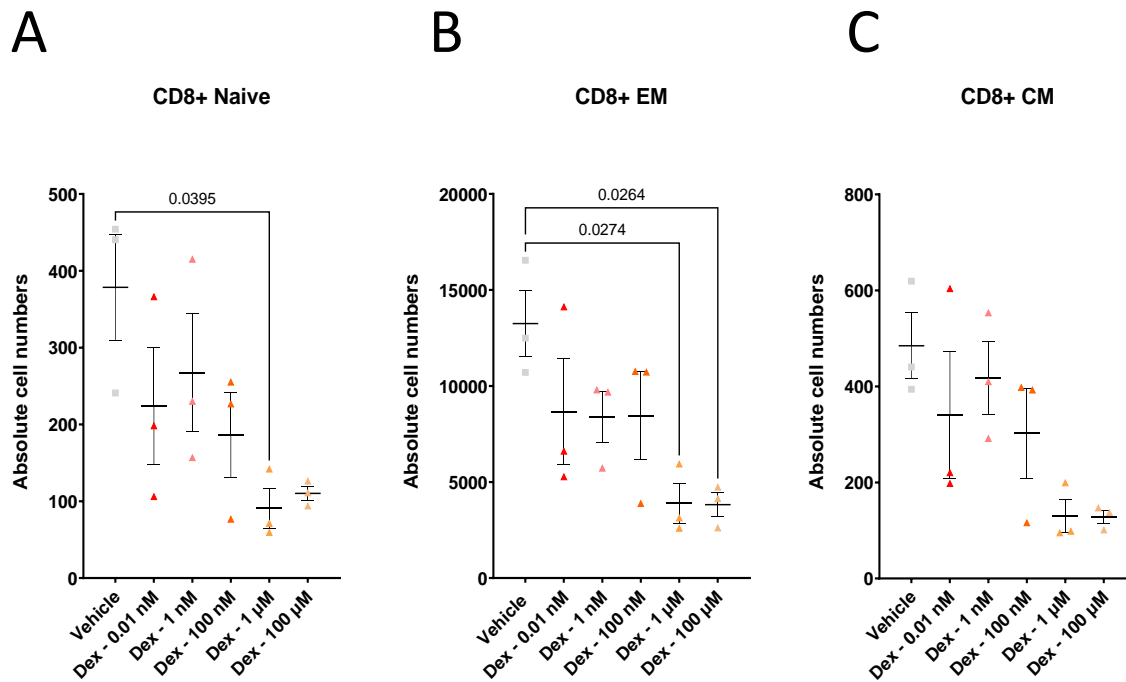 A
B
C
CD8+ Naive
CD8+ EM
CD8+ CM
Absolute cell numbers
500
400
300
200
100
0
0.0395
Vehicle
Dex - 0.01 nM
Dex - 1 nM
Dex - 100 nM
Dex - 1 µM
Dex - 100 µM
Absolute cell numbers
20000
15000
10000
5000
0
0.0264
0.0274
Vehicle
Dex - 0.01 nM
Dex - 1 nM
Dex - 100 nM
Dex - 1 µM
Dex - 100 µM
Absolute cell numbers
800
600
400
200
0
Vehicle
Dex - 0.01 nM
Dex - 1 nM
Dex - 100 nM
Dex - 1 µM
Dex - 100 µM